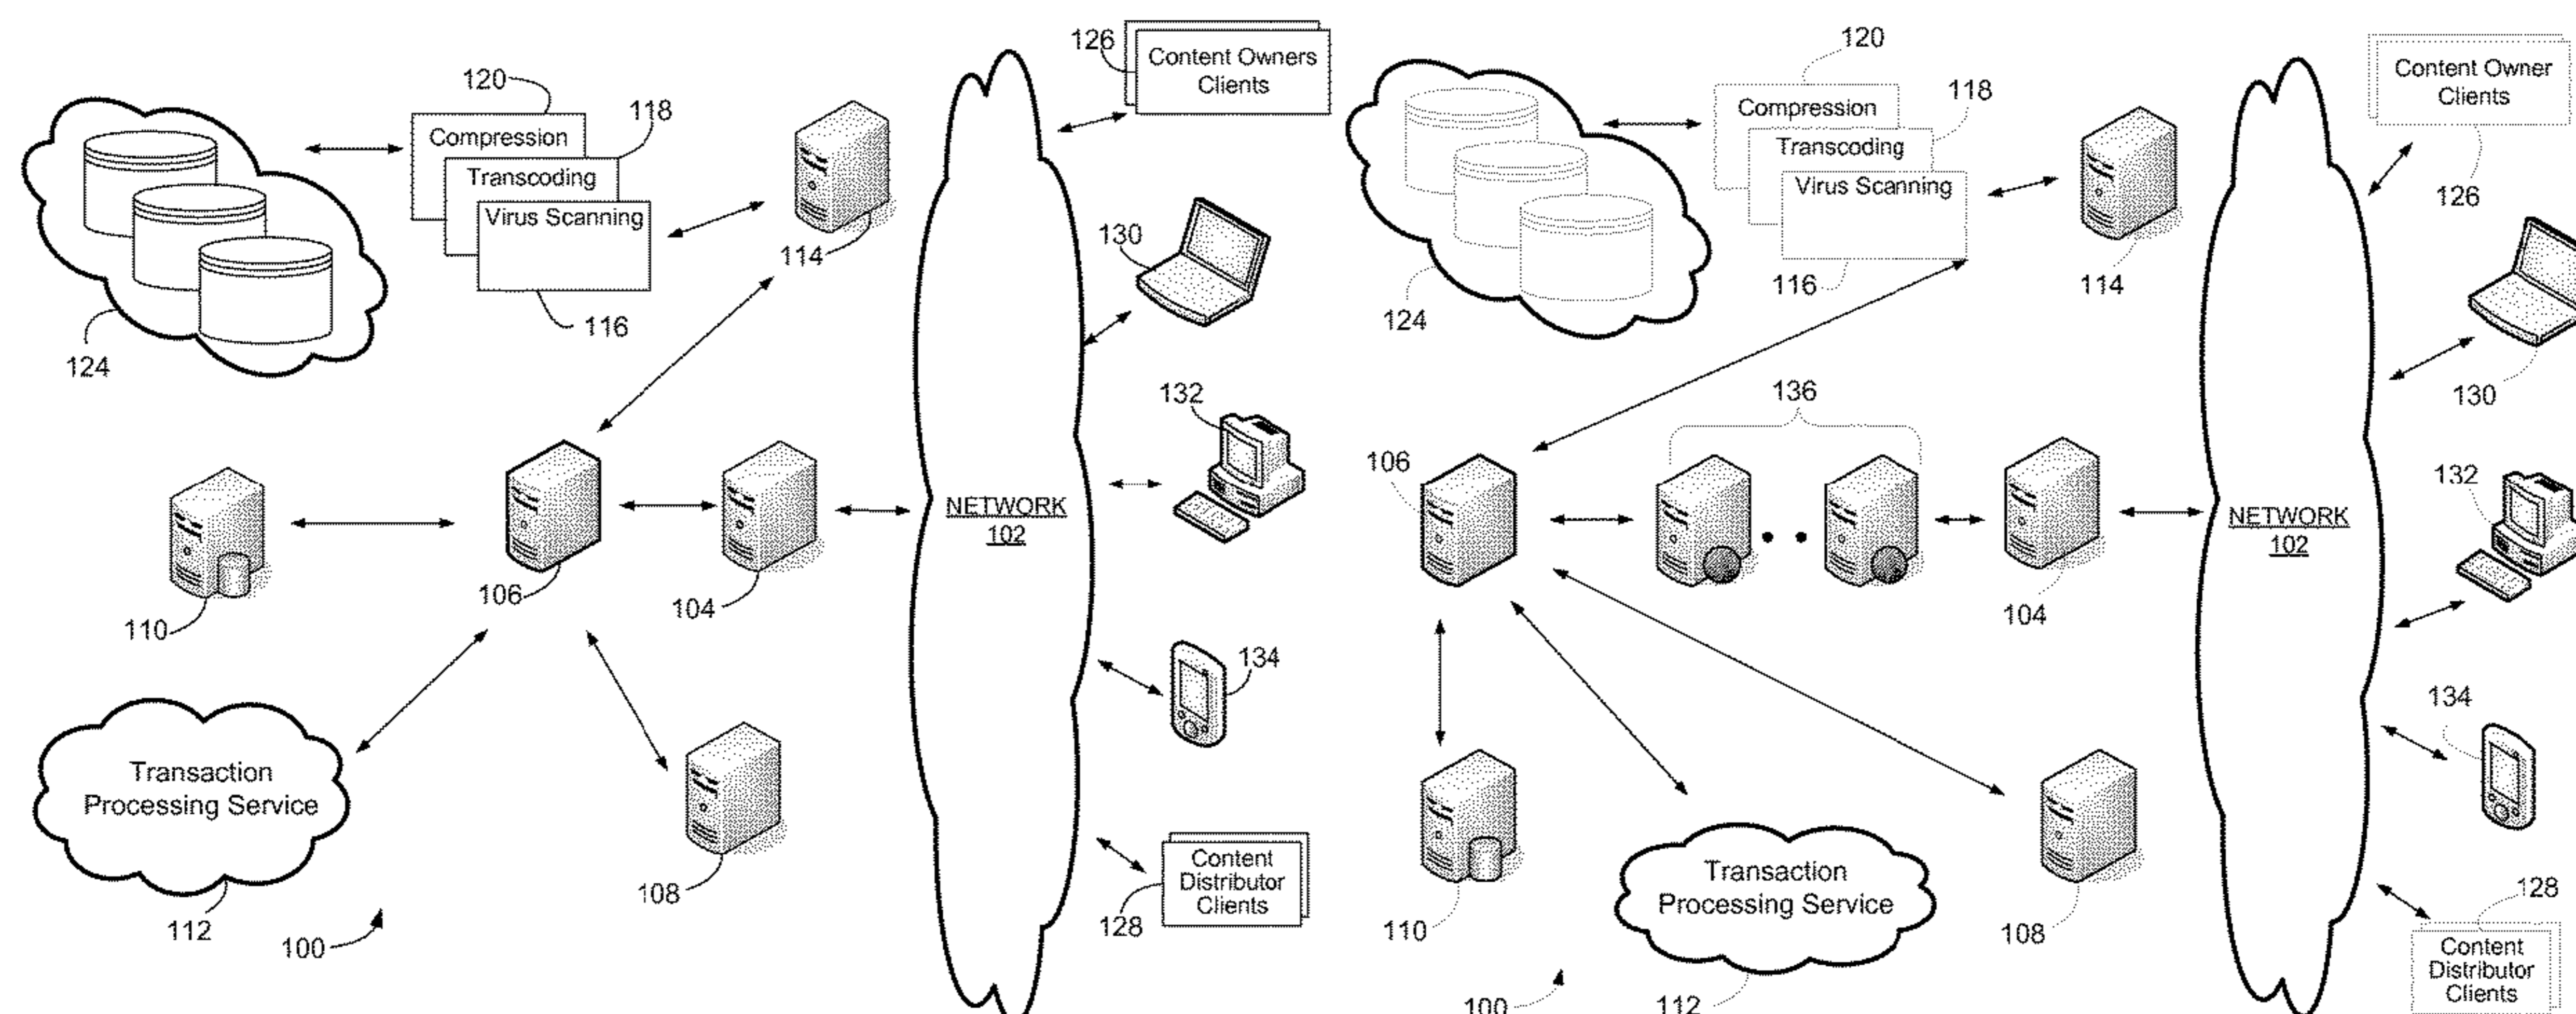 120
118
Compression
Transcoding
Virus Scanning
116
124
114
126
Content Owners
Clients
130
132
NETWORK
102
106
104
110
134
Transaction
Processing Service
112
108
100
Content
Distributor
Clients
128
120
118
Compression
Transcoding
Virus Scanning
116
124
114
Content Owner
Clients
126
130
136
106
132
NETWORK
102
104
134
110
Transaction
Processing Service
108
128
Content
Distributor
Clients
100
112